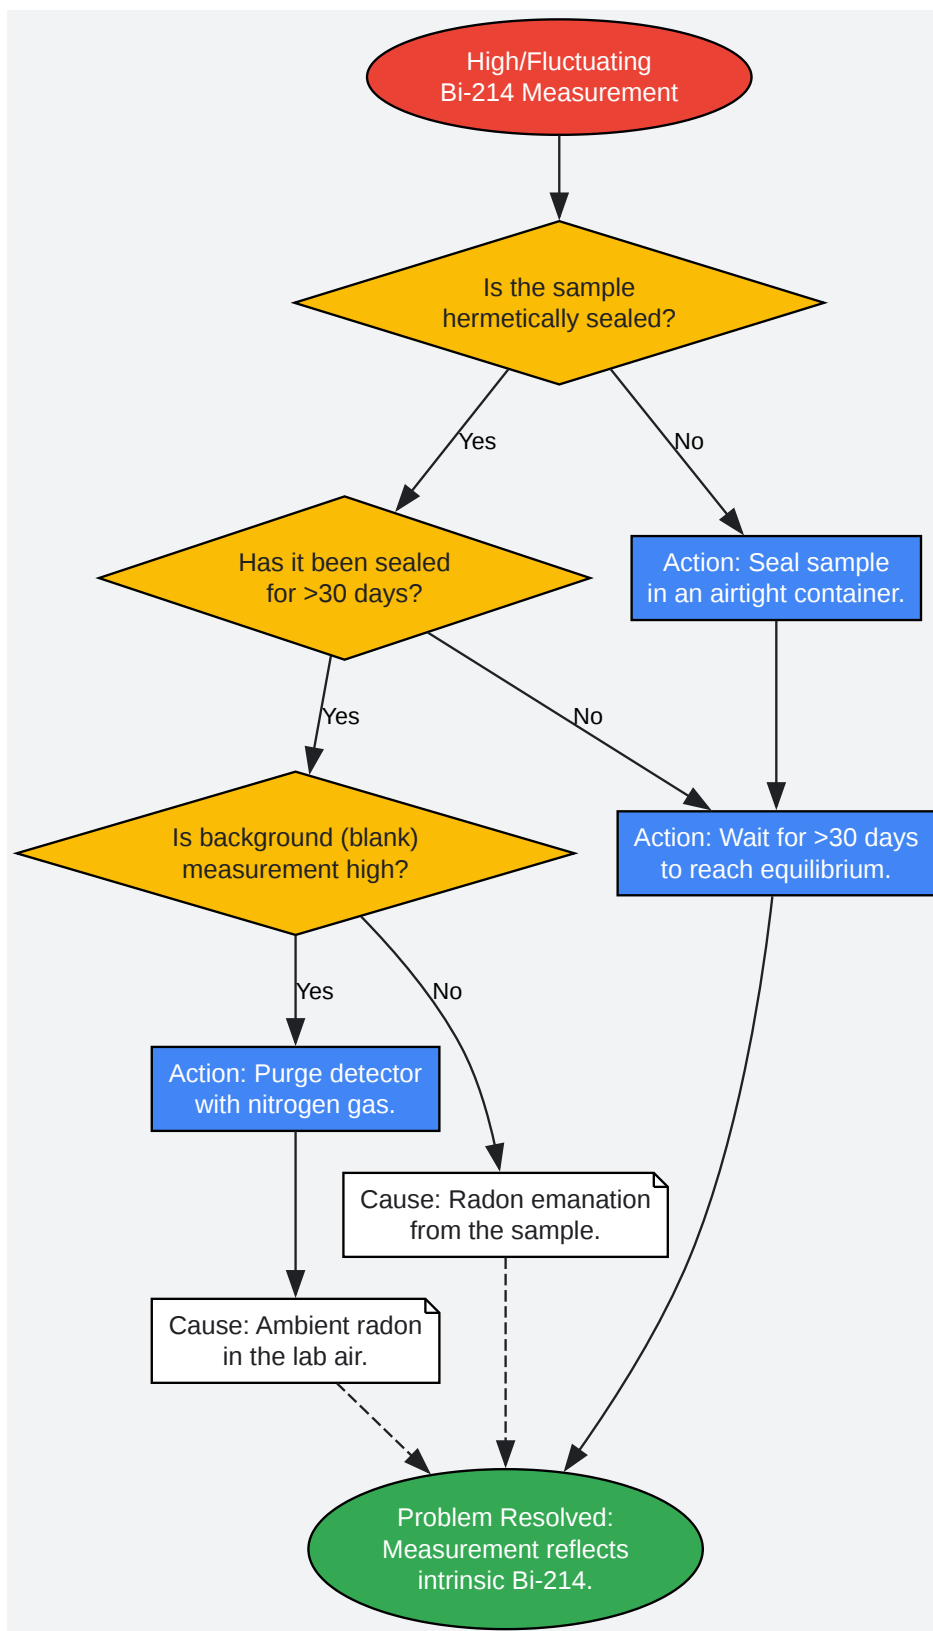 High/Fluctuating
Bi-214 Measurement
Is the sample
hermetically sealed?
Yes
No
Has it been sealed
for >30 days?
Action: Seal sample
in an airtight container.
Yes
No
Is background (blank)
measurement high?
Action: Wait for >30 days
to reach equilibrium.
Yes
No
Action: Purge detector
with nitrogen gas.
Cause: Radon emanation
from the sample.
Cause: Ambient radon
in the lab air.
Problem Resolved:
Measurement reflects
intrinsic Bi-214.